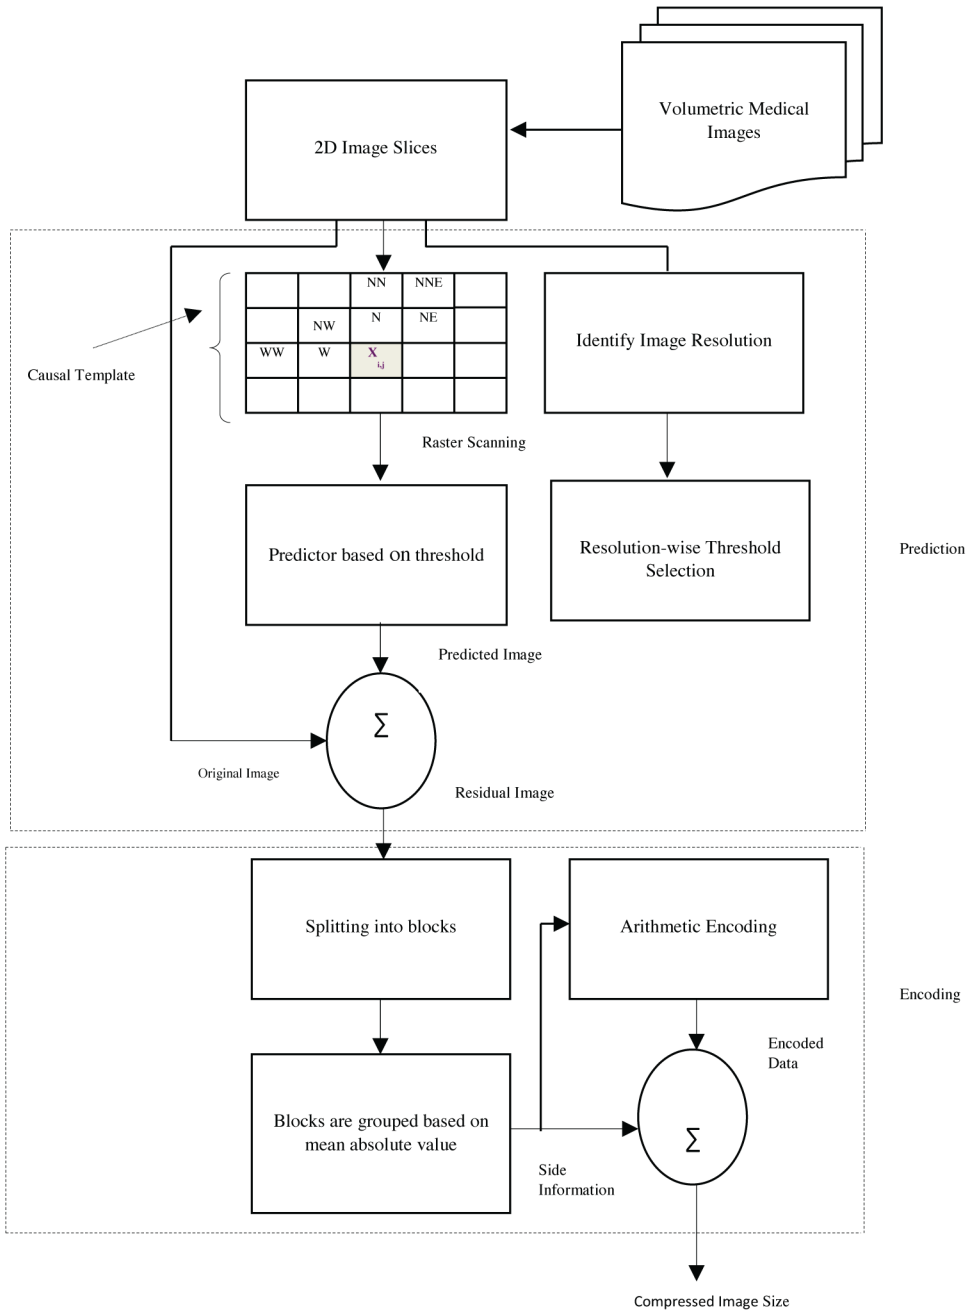 Volumetric Medical
Images
2D Image Slices
NN
NNE
NW
N
NE
WW
W
X
i,j
Causal Template
Identify Image Resolution
Raster Scanning
Predictor based on threshold
Resolution-wise Threshold
Selection
Prediction
Predicted Image
Σ
Original Image
Residual Image
Splitting into blocks
Arithmetic Encoding
Encoding
Encoded
Data
Blocks are grouped based on
mean absolute value
Σ
Side
Information
Compressed Image Size